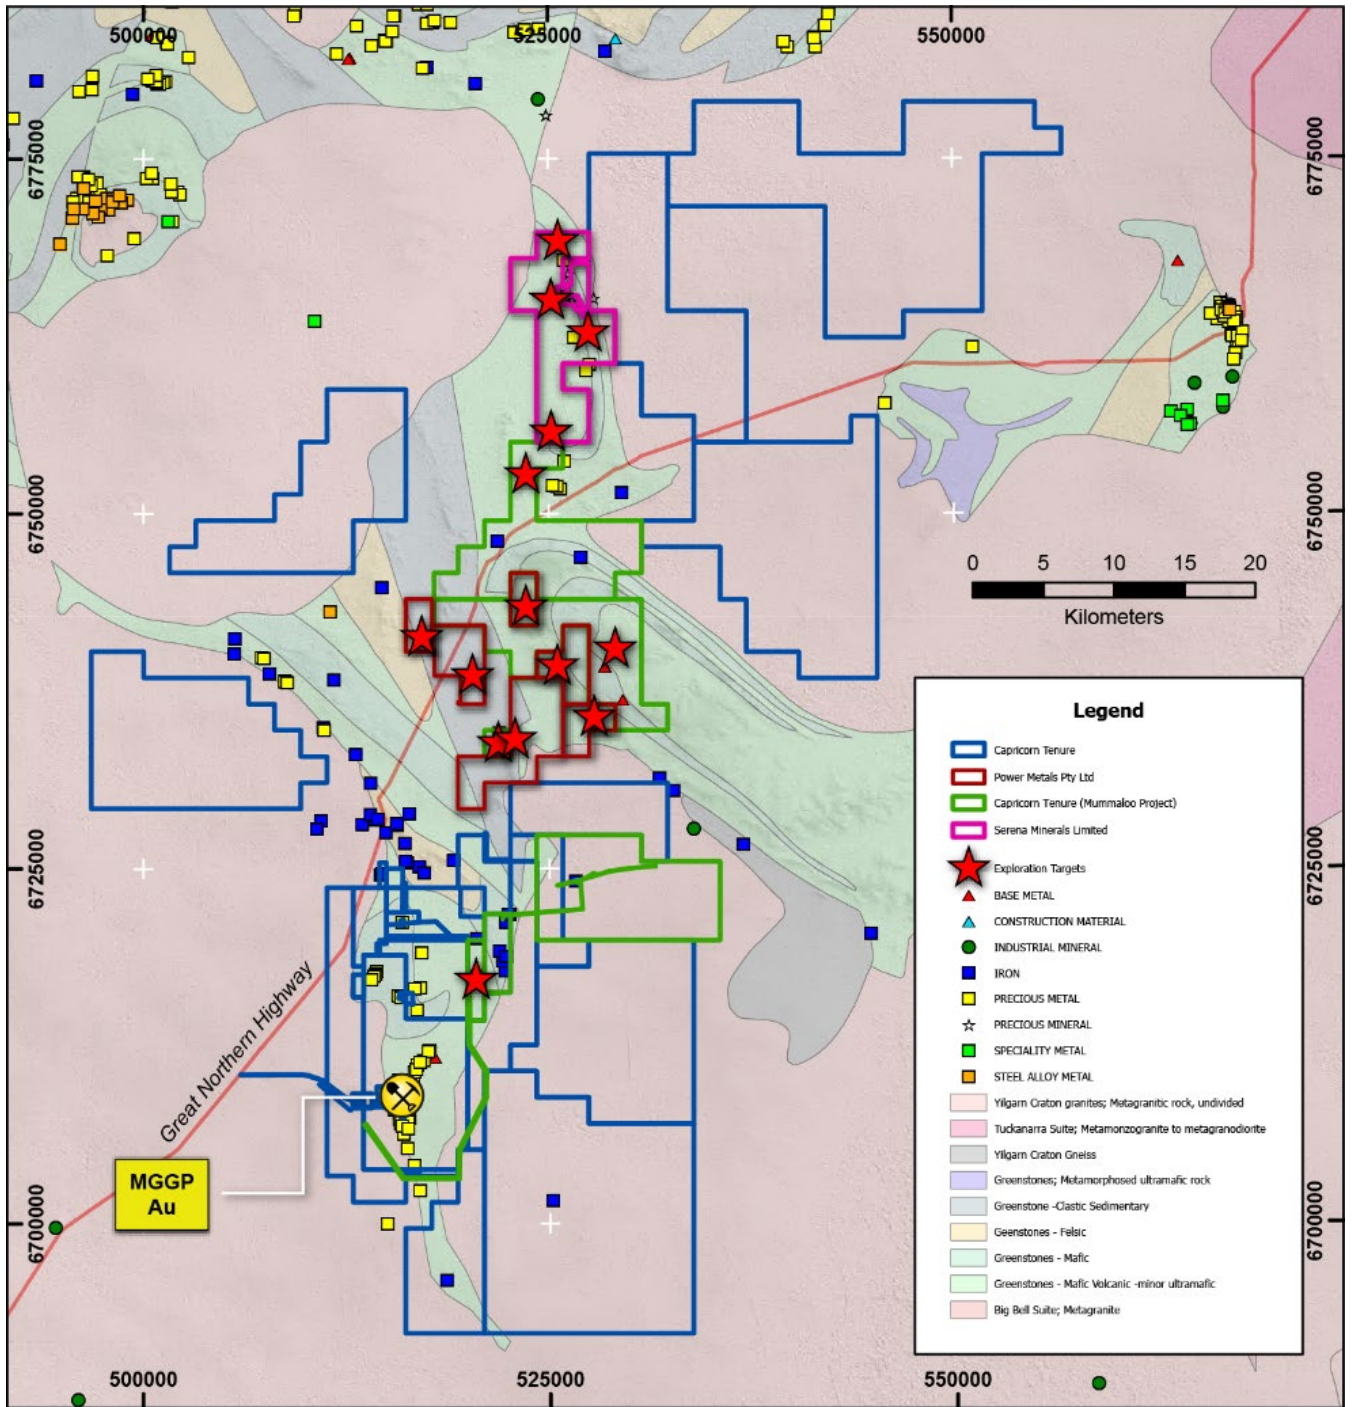 500000
525000
550000
6775000
6775000
6750000
6750000
0 5 10 15 20
Kilometers
Legend
Capricorn Tenure
Power Metals Pty Ltd
Capricorn Tenure (Mummaloo Project)
Serena Minerals Limited
Exploration Targets
BASE METAL
CONSTRUCTION MATERIAL
INDUSTRIAL MINERAL
IRON
PRECIOUS METAL
PRECIOUS MINERAL
SPECIALITY METAL
STEEL ALLOY METAL
Yilgarn Craton granites; Metagranitic rock, undivided
Tuckanarra Suite; Metamonzogranite to metagranodiorite
Yilgarn Craton Gneiss
Greenstones; Metamorphosed ultramafic rock
Greenstone -Clastic Sedimentary
Geenstones - Felsic
Greenstones - Mafic
Greenstones - Mafic Volcanic -minor ultramafic
Big Bell Suite; Metagranite
6725000
6725000
Great Northern Highway
MGGP
Au
6700000
6700000
500000
525000
550000